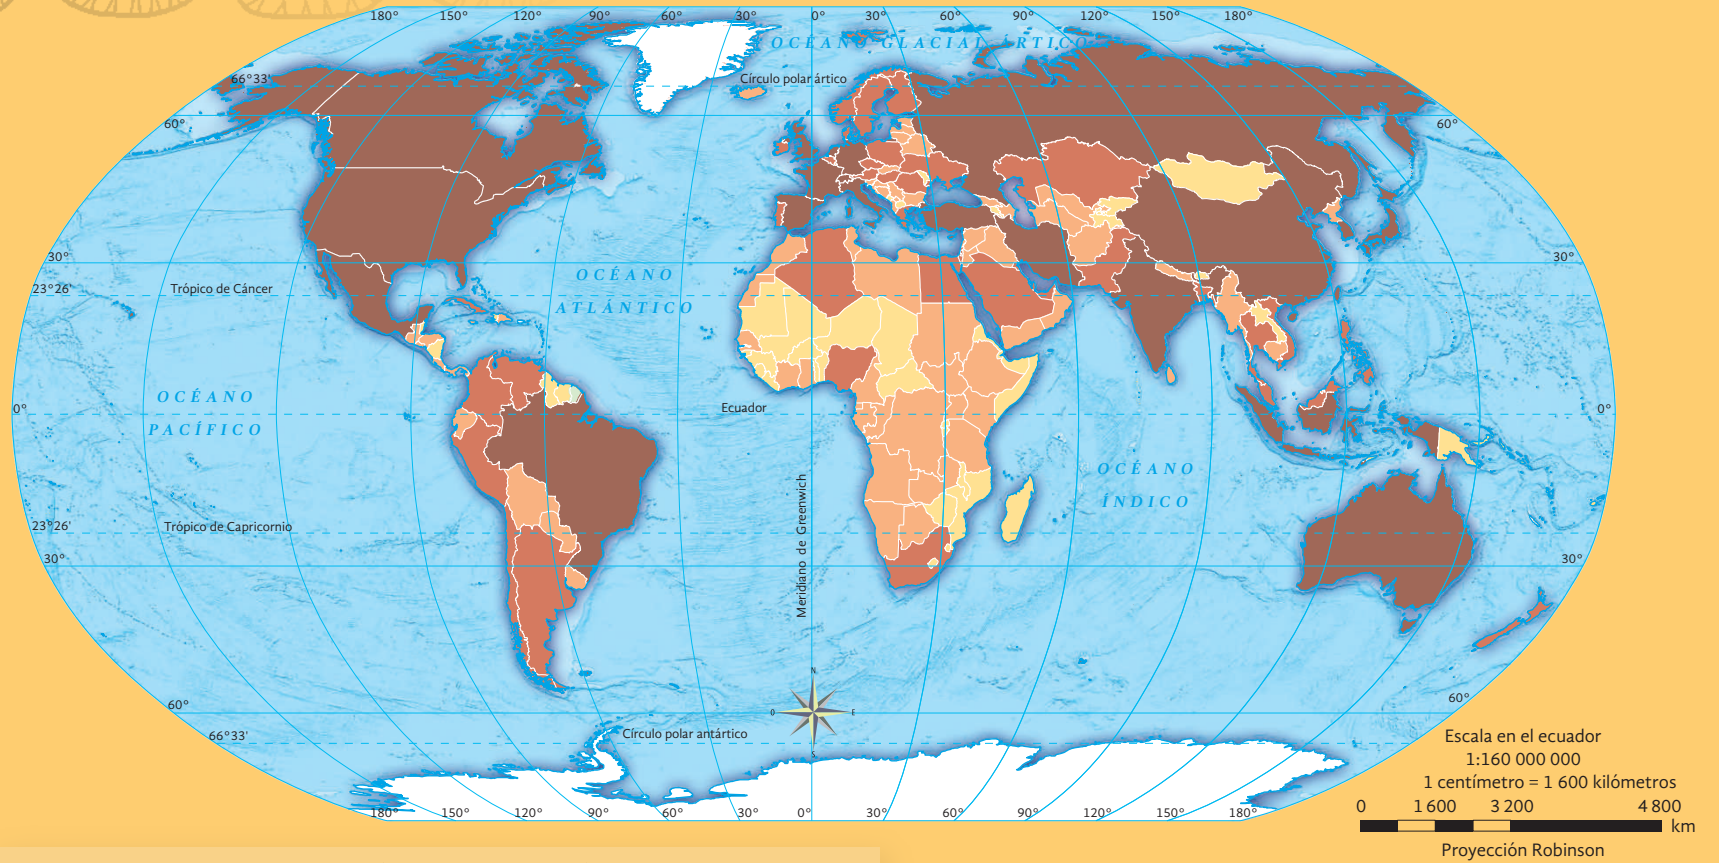 180° 150° 120° 90° 60° 30° 0° 30° 60° 90° 120° 150° 180°
OCÉANO GLACIAL ÁRTICO
66°33' Círculo polar ártico
60° 60°
30° 30°
23°26' Trópico de Cáncer
OCÉANO
ATLÁNTICO
OCÉANO
PACÍFICO
0° Ecuador 0°
OCÉANO
ÍNDICO
Meridiano de Greenwich
23°26' Trópico de Capricornio
30° 30°
N
O E
S
60° 60°
66°33' Círculo polar antártico
180° 150° 120° 90° 60° 30° 0° 30° 60° 90° 120° 150° 180°
Escala en el ecuador
1:160 000 000
1 centímetro = 1 600 kilómetros
0 1 600 3 200 4 800
km
Proyección Robinson